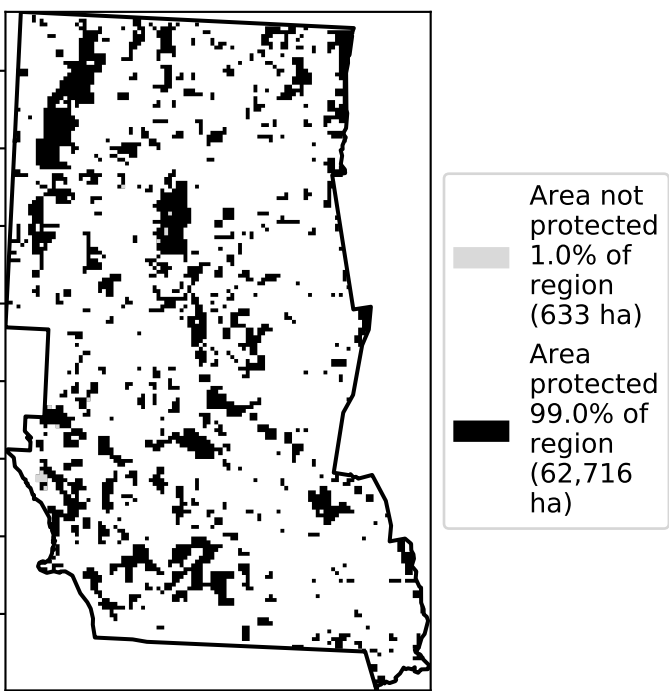 Area not
protected
1.0% of
region
(633 ha)
Area
protected
99.0% of
region
(62,716
ha)